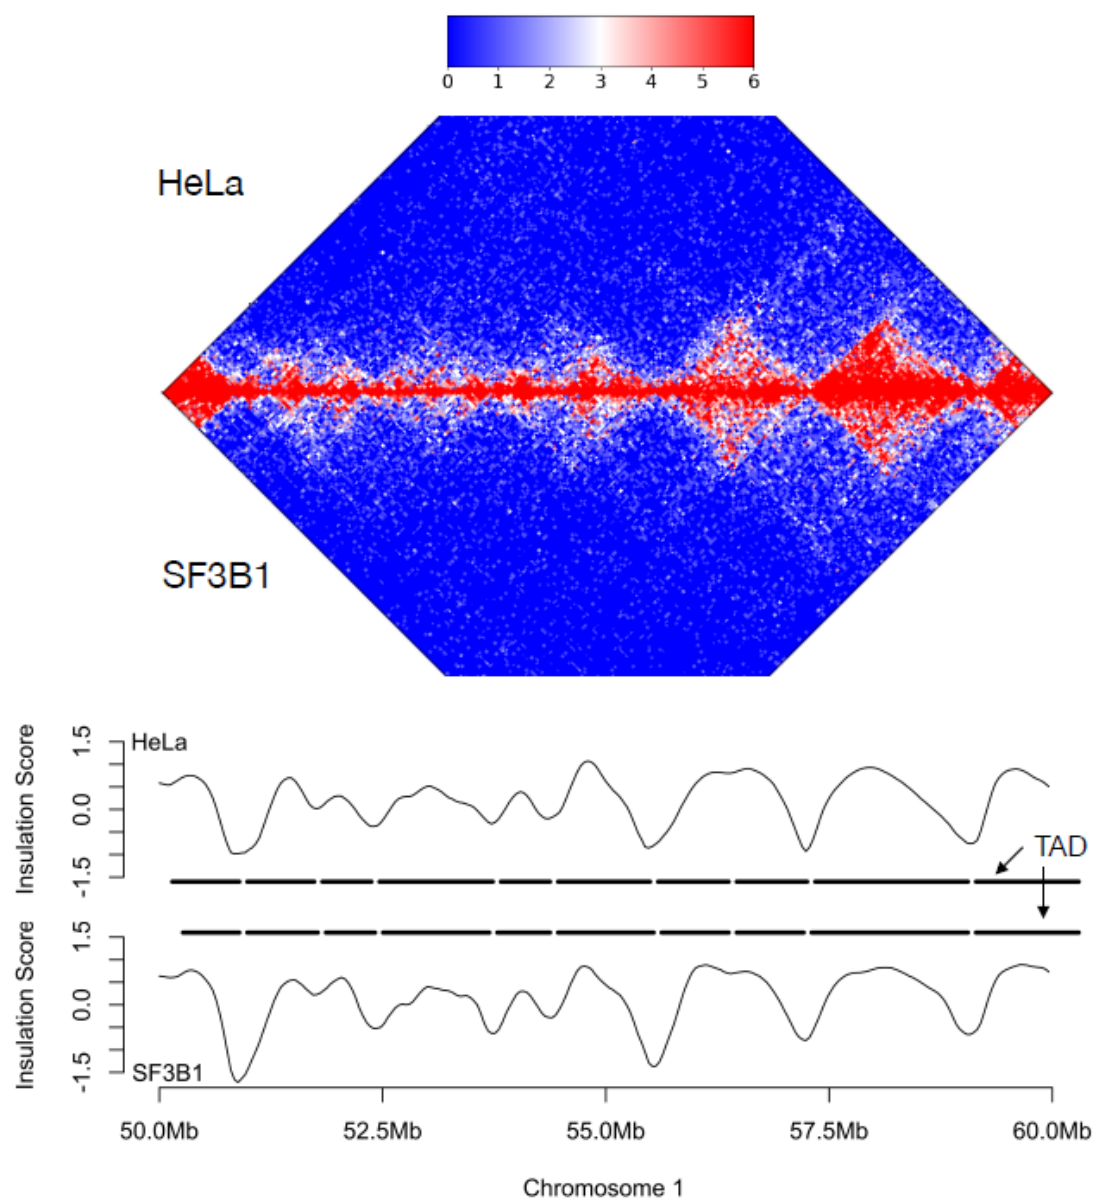 0 1 2 3 4 5 6
HeLa
SF3B1
Insulation Score
1.5
0.0
-1.5
HeLa
TAD
Insulation Score
1.5
0.0
-1.5
SF3B1
50.0Mb 52.5Mb 55.0Mb 57.5Mb 60.0Mb
Chromosome 1